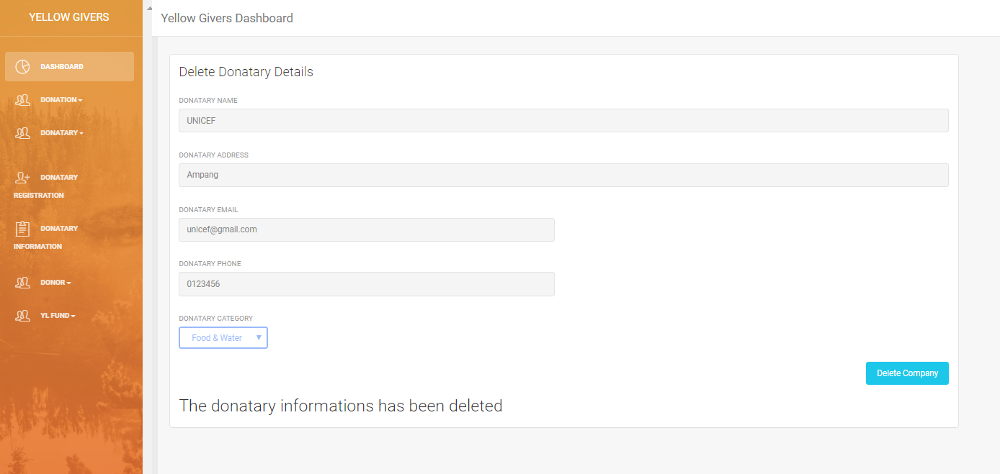 YELLOW GIVERS
Yellow Givers Dashboard
DASHBOARD
DONATION
DONATARY
DONATARY
REGISTRATION
DONATARY
INFORMATION
DONOR
YL FUND
Delete Donatary Details
DONATARY NAME
UNICEF
DONATARY ADDRESS
Ampang
DONATARY EMAIL
unicef@gmail.com
DONATARY PHONE
0123456
DONATARY CATEGORY
Food & Water
Delete Company
The donatary informations has been deleted